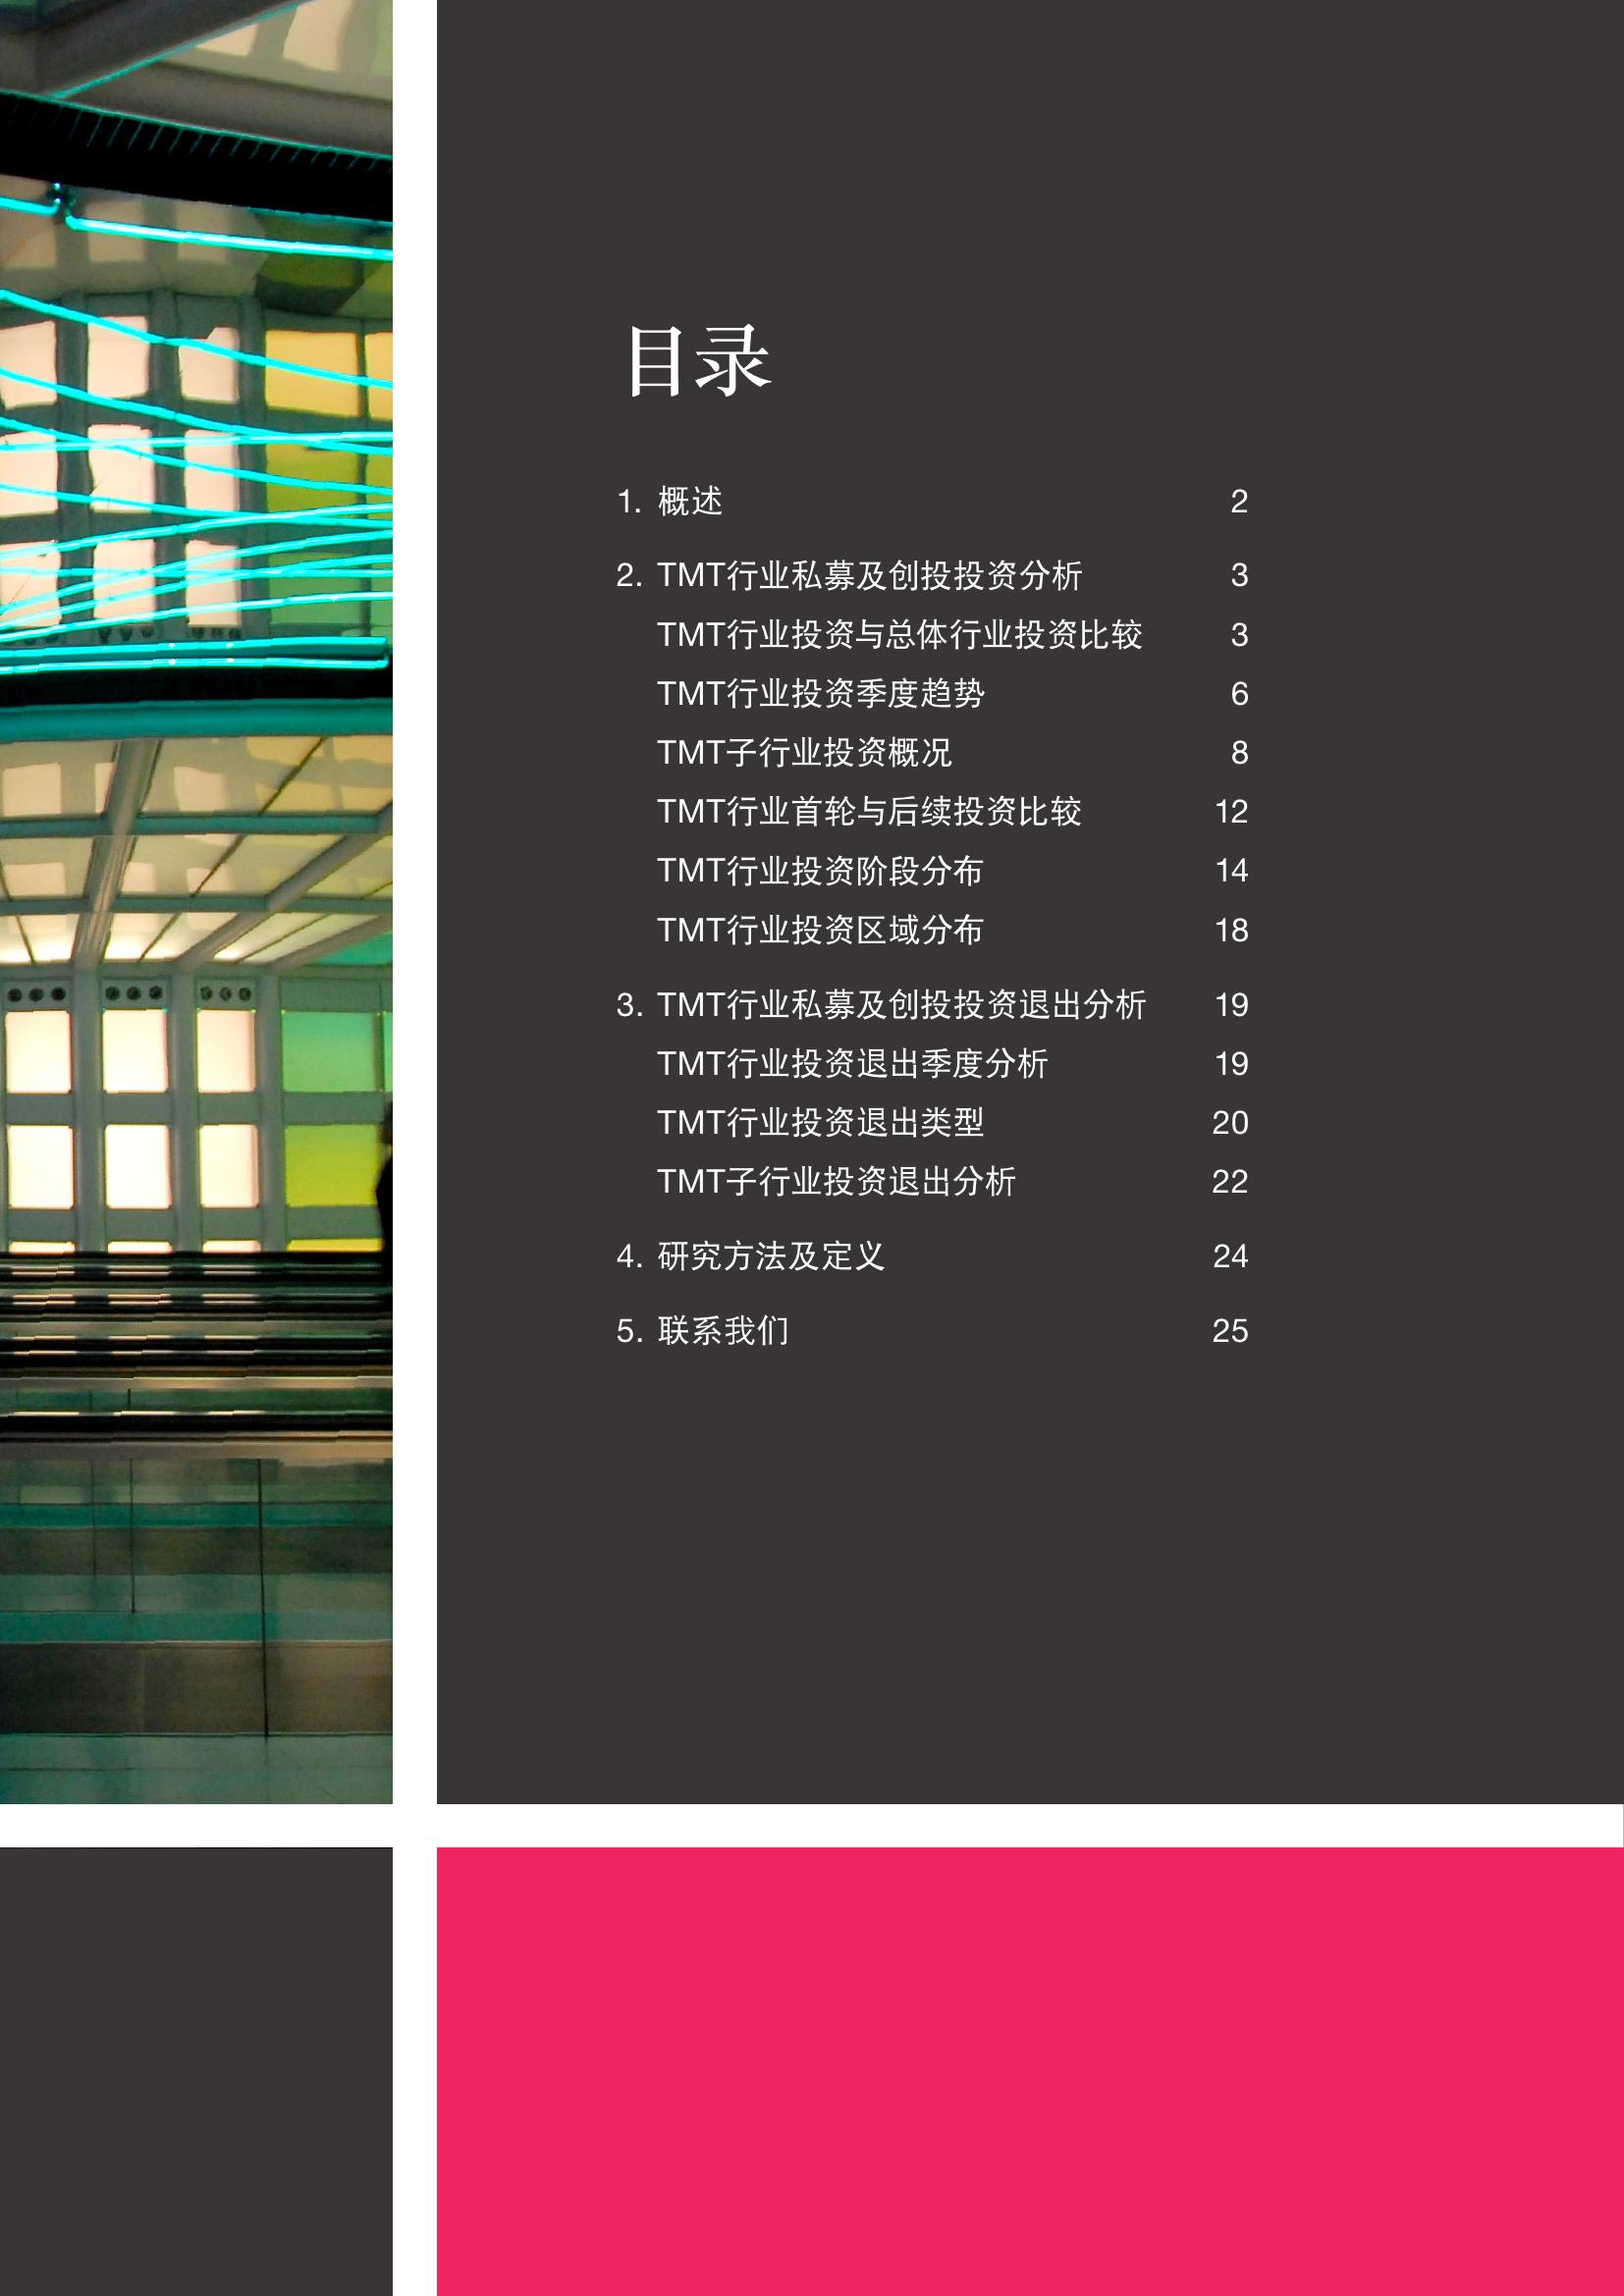 目录
1. 概述 2
2. TMT行业私募及创投投资分析 3
TMT行业投资与总体行业投资比较 3
TMT行业投资季度趋势 6
TMT子行业投资概况 8
TMT行业首轮与后续投资比较 12
TMT行业投资阶段分布 14
TMT行业投资区域分布 18
3. TMT行业私募及创投投资退出分析 19
TMT行业投资退出季度分析 19
TMT行业投资退出类型 20
TMT子行业投资退出分析 22
4. 研究方法及定义 24
5. 联系我们 25